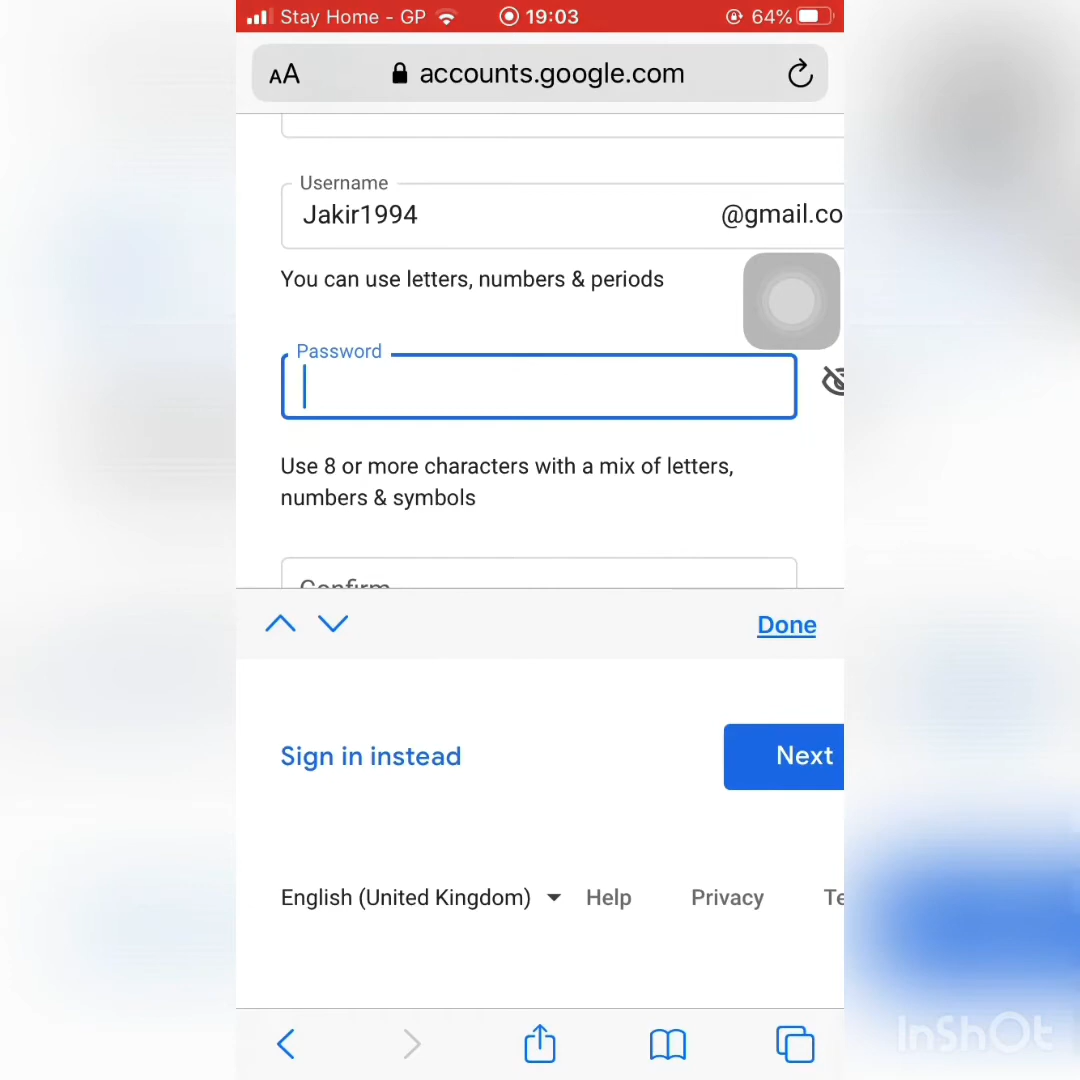 Stay Home - GP 19:03 64%
AA accounts.google.com
Username
Jakir1994 @gmail.co
You can use letters, numbers & periods
Password
Use 8 or more characters with a mix of letters,
numbers & symbols
Confirm
Done
Sign in instead Next
English (United Kingdom) Help Privacy Te
InShOt